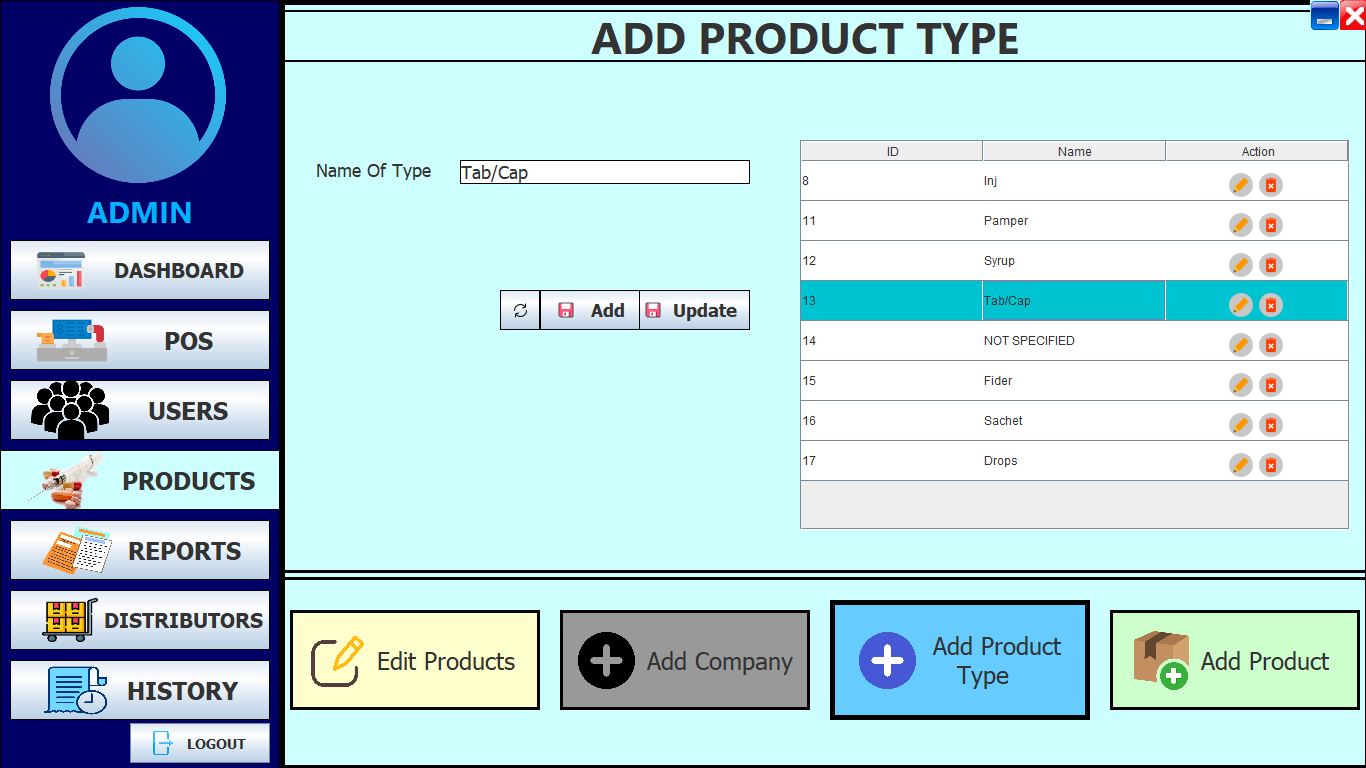 ADD PRODUCT TYPE
ADMIN
DASHBOARD
POS
USERS
PRODUCTS
REPORTS
DISTRIBUTORS
HISTORY
LOGOUT
Name Of Type Tab/Cap
Add Update
ID Name Action
8 Inj
11 Pamper
12 Syrup
13 Tab/Cap
14 NOT SPECIFIED
15 Fider
16 Sachet
17 Drops
Edit Products
Add Company
Add Product
Type
Add Product